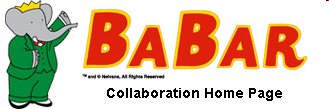 BABAR
™ and © Nelvana, All Rights Reserved
Collaboration Home Page